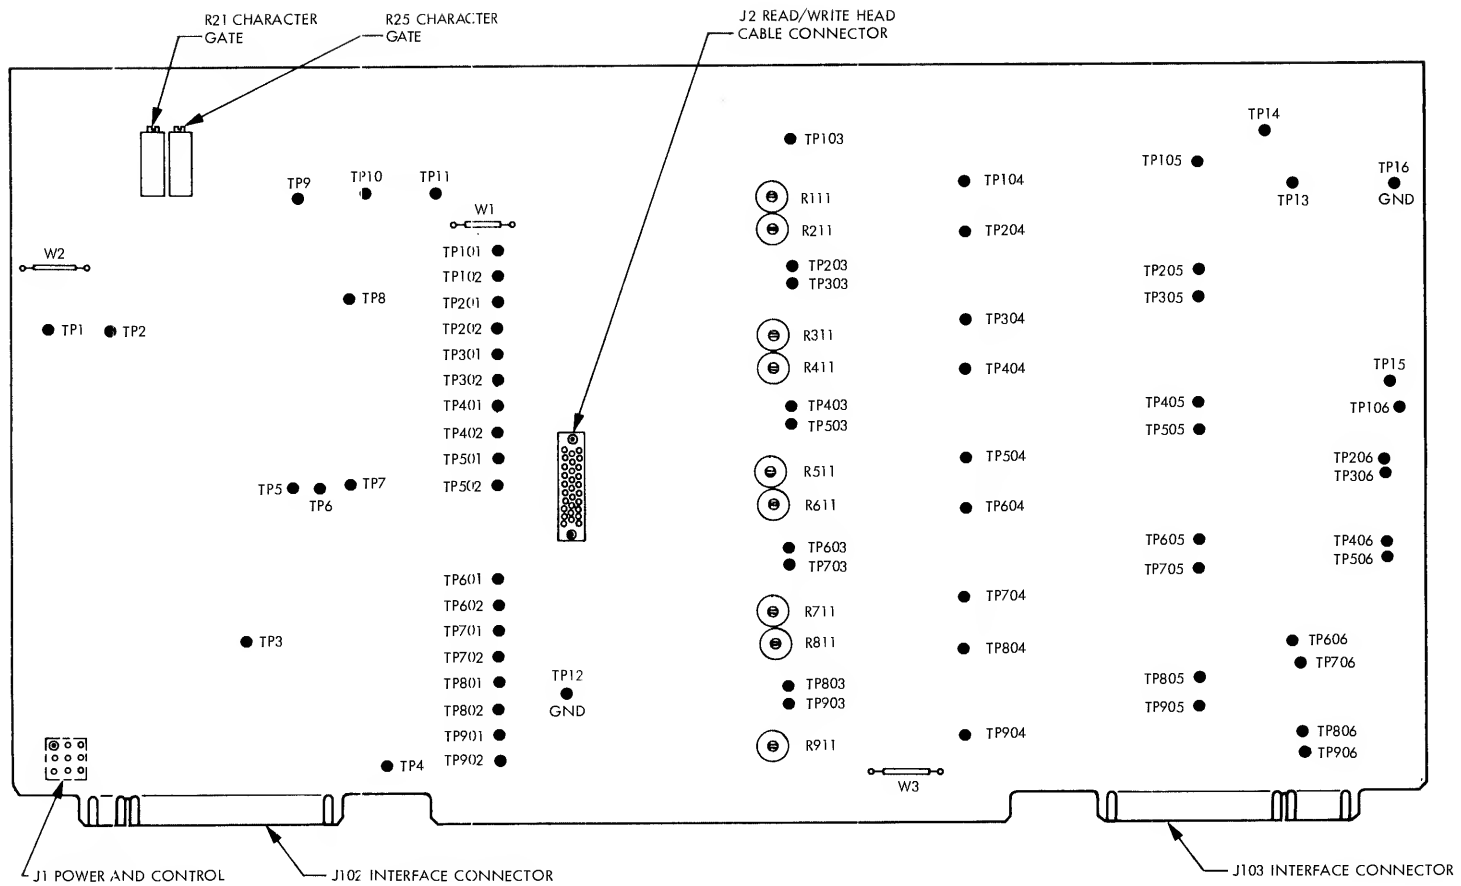 R21 CHARACTER
GATE
R25 CHARACTER
GATE
J2 READ/WRITE HEAD
CABLE CONNECTOR
TP14
TP103
TP105
TP16
GND
TP13
TP9
TP10
TP11
TP104
R111
W1
R211
TP204
TP101
W2
TP102
TP203
TP303
TP205
TP305
TP8
TP201
TP1
TP2
TP202
TP304
R311
TP301
R411
TP404
TP15
TP302
TP401
TP403
TP503
TP405
TP505
TP106
TP402
TP501
TP504
TP206
TP306
R511
TP5
TP6
TP7
TP502
R611
TP604
TP603
TP703
TP605
TP705
TP406
TP506
TP601
TP602
TP704
R711
TP701
TP3
R811
TP804
TP606
TP706
TP702
TP801
TP12
GND
TP803
TP903
TP805
TP905
TP802
TP901
R911
TP904
TP806
TP906
TP902
TP4
W3
J1 POWER AND CONTROL
J102 INTERFACE CONNECTOR
J103 INTERFACE CONNECTOR